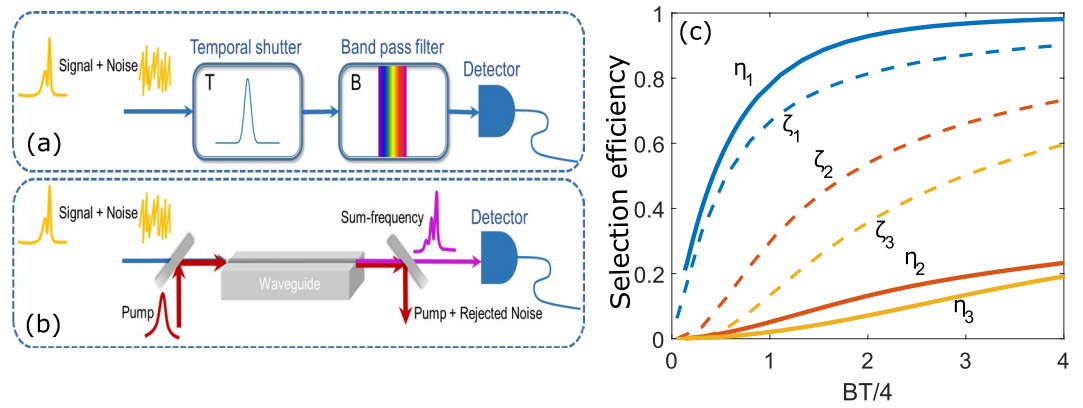 Temporal shutter
Band pass filter
Signal + Noise
T
B
Detector
(a)
Signal + Noise
Sum-frequency
Detector
Waveguide
Pump
Pump + Rejected Noise
(b)
(c)
Selection efficiency
1
0.8
0.6
0.4
0.2
0
η1
ζ1
ζ2
ζ3
η2
η3
0
1
2
3
4
BT/4